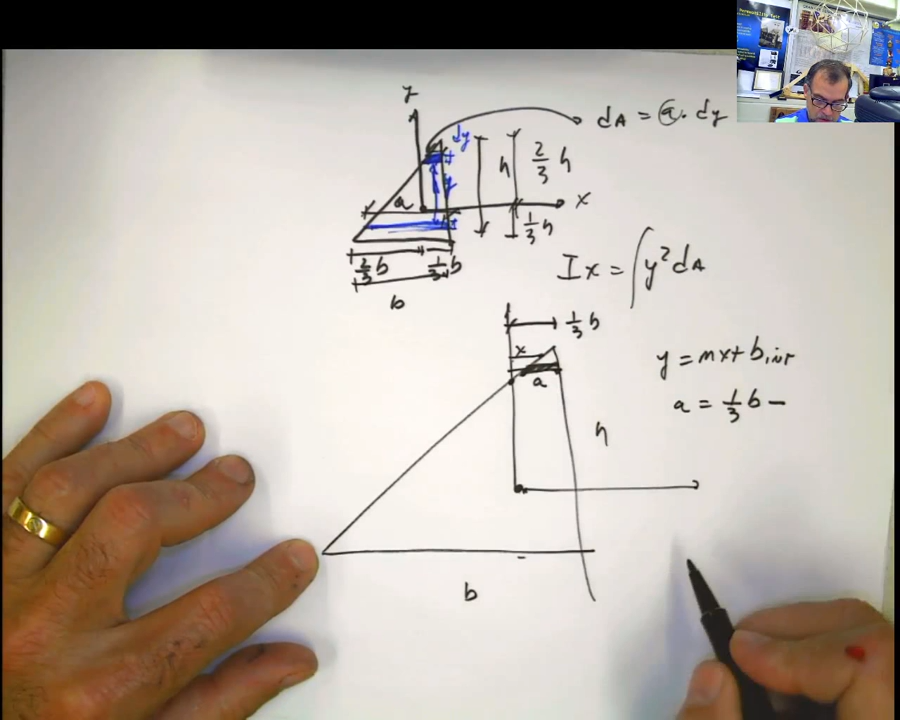 y
dy
dA = a · dy
h
2/3 h
y
a
x
1/3 h
2/3 b
1/3 b
b
Ix = ∫ y² dA
1/3 b
x
a
y = mx + b int
a = 1/3 b −
h
b